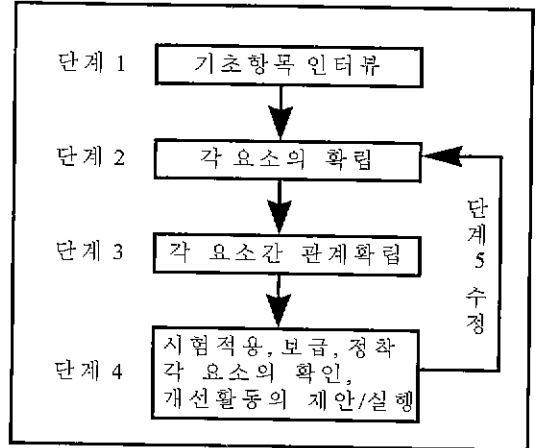 단계 1
기초항목 인터뷰
단계 2
각 요소의 확립
단계 3
각 요소간 관계확립
단계 4
시험적용, 보급, 정착
각 요소의 확인,
개선활동의 제안/실행
단계 5 수정